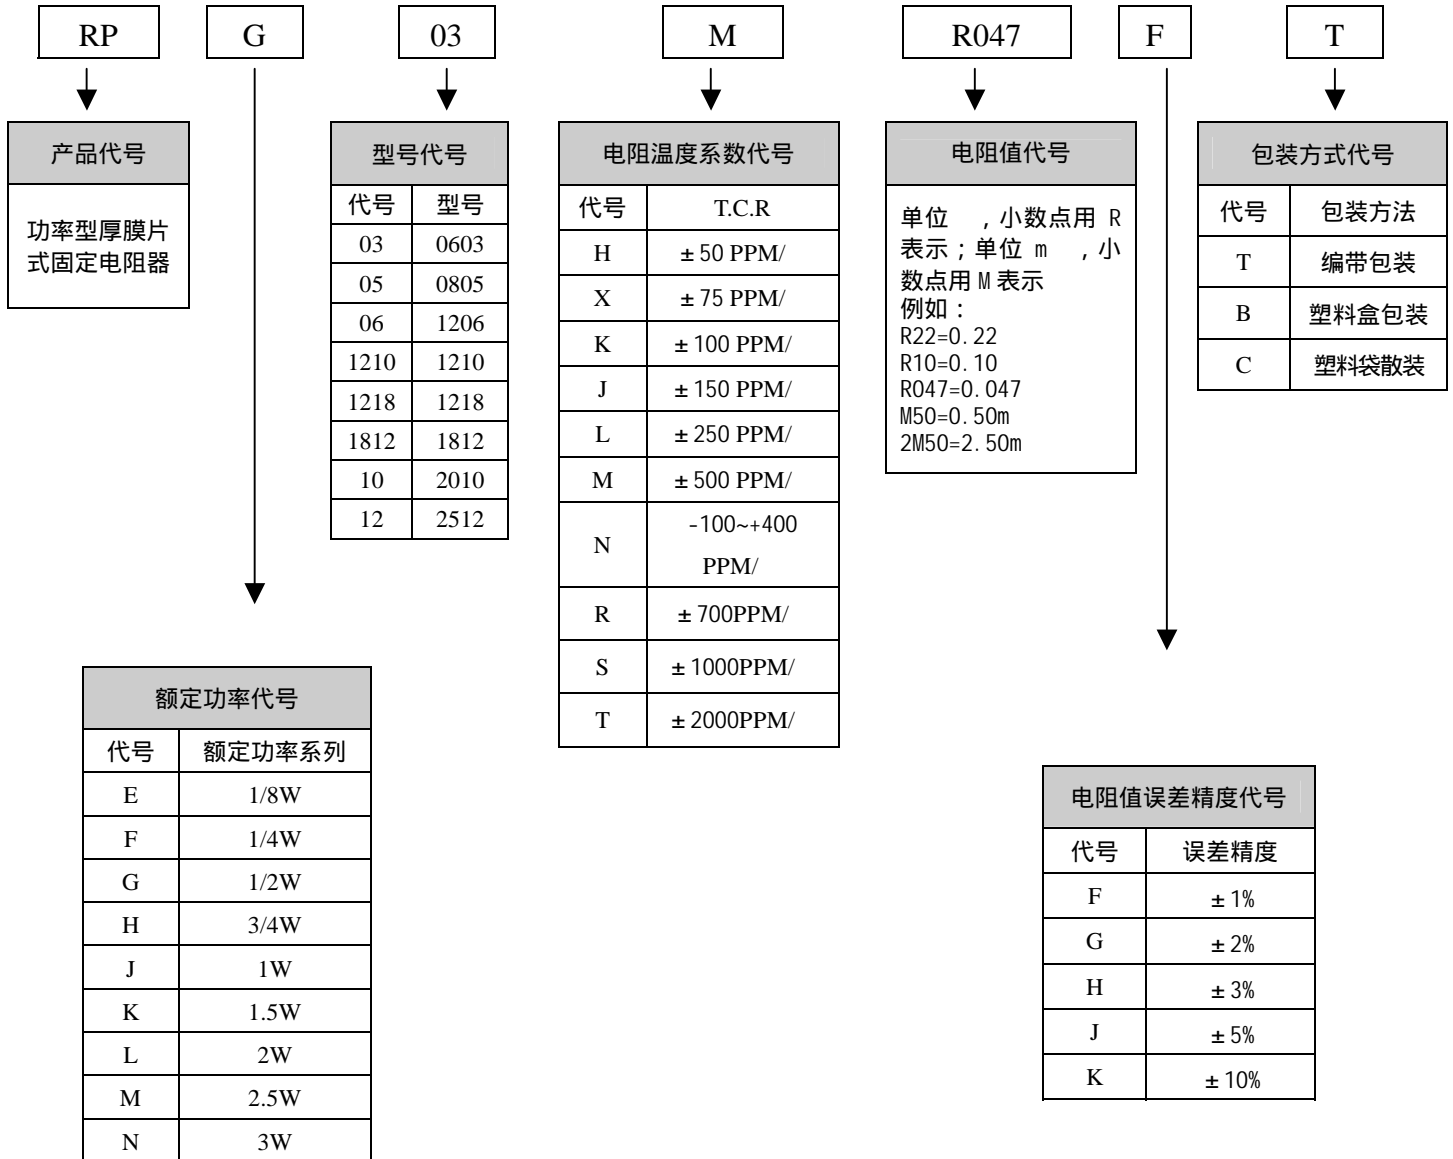 RP G 03 M R047 F T
产品代号
功率型厚膜片
式固定电阻器
型号代号
代号 型号
03 0603
05 0805
06 1206
1210 1210
1218 1218
1812 1812
10 2010
12 2512
电阻温度系数代号
代号 T.C.R
H ±50 PPM/
X ±75 PPM/
K ±100 PPM/
J ±150 PPM/
L ±250 PPM/
M ±500 PPM/
N -100~+400
PPM/
R ±700PPM/
S ±1000PPM/
T ±2000PPM/
电阻值代号
单位 ,小数点用 R
表示;单位 m ,小
数点用 M 表示
例如:
R22=0.22
R10=0.10
R047=0.047
M50=0.50m
2M50=2.50m
包装方式代号
代号 包装方法
T 编带包装
B 塑料盒包装
C 塑料袋散装
额定功率代号
代号 额定功率系列
E 1/8W
F 1/4W
G 1/2W
H 3/4W
J 1W
K 1.5W
L 2W
M 2.5W
N 3W
电阻值误差精度代号
代号 误差精度
F ±1%
G ±2%
H ±3%
J ±5%
K ±10%